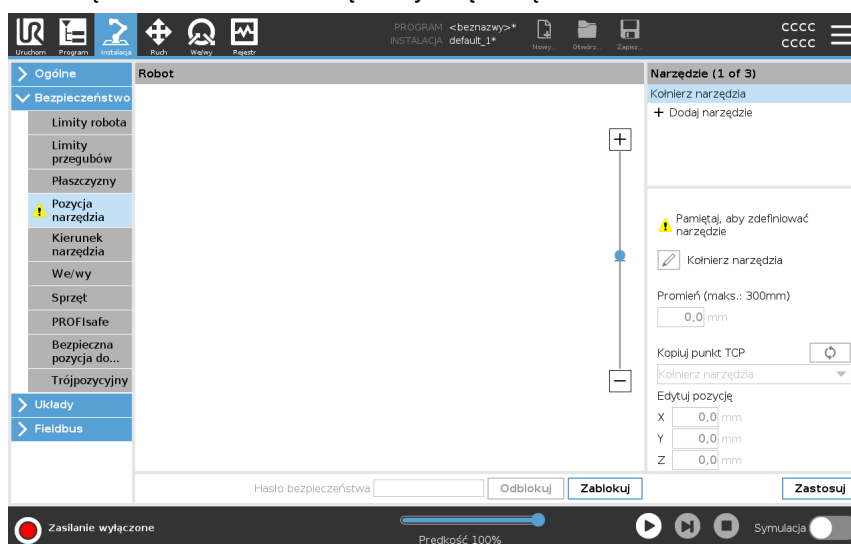 PROGRAM <beznazwy>*
INSTALACJA default_1*
Uruchom Program Instalacja Ruch We/wy Rejestr
Nowy... Otwórz... Zapisz...
cccc
cccc
Ogólne
Bezpieczeństwo
Limity robota
Limity
przegubów
Płaszczyzny
Pozycja
narzędzia
Kierunek
narzędzia
We/wy
Sprzęt
PROFIsafe
Bezpieczna
pozycja do...
Trójpozycyjny
Układy
Fieldbus
Robot
+
−
Narzędzie (1 of 3)
Kołnierz narzędzia
+ Dodaj narzędzie
Pamiętaj, aby zdefiniować
narzędzie
Kołnierz narzędzia
Promień (maks.: 300mm)
0,0 mm
Kopiuj punkt TCP
Kołnierz narzędzia
Edytuj pozycję
X 0,0 mm
Y 0,0 mm
Z 0,0 mm
Hasło bezpieczeństwa Odblokuj Zablokuj Zastosuj
Zasilanie wyłączone
Prędkość 100%
Symulacja